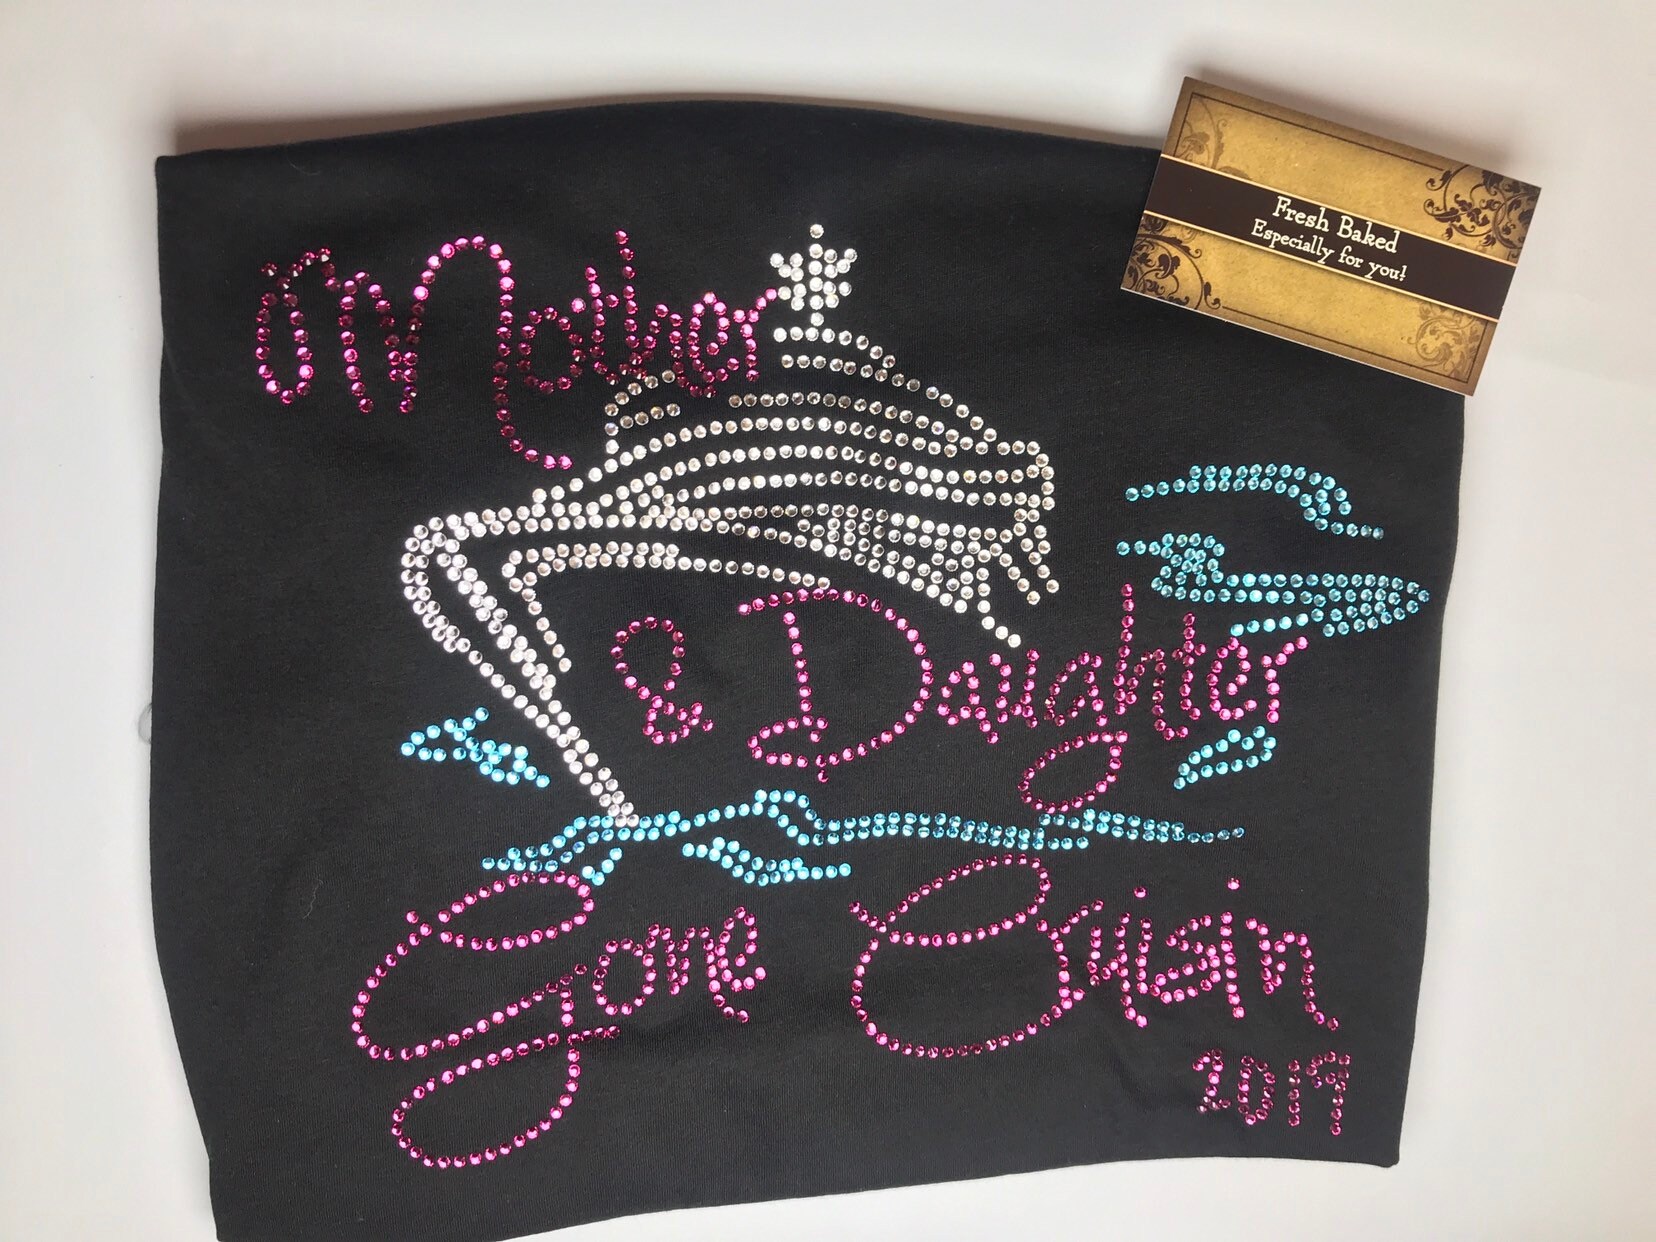 Mother
& Daughter
Gone Cruisin
2019
Fresh Baked
Especially for you!